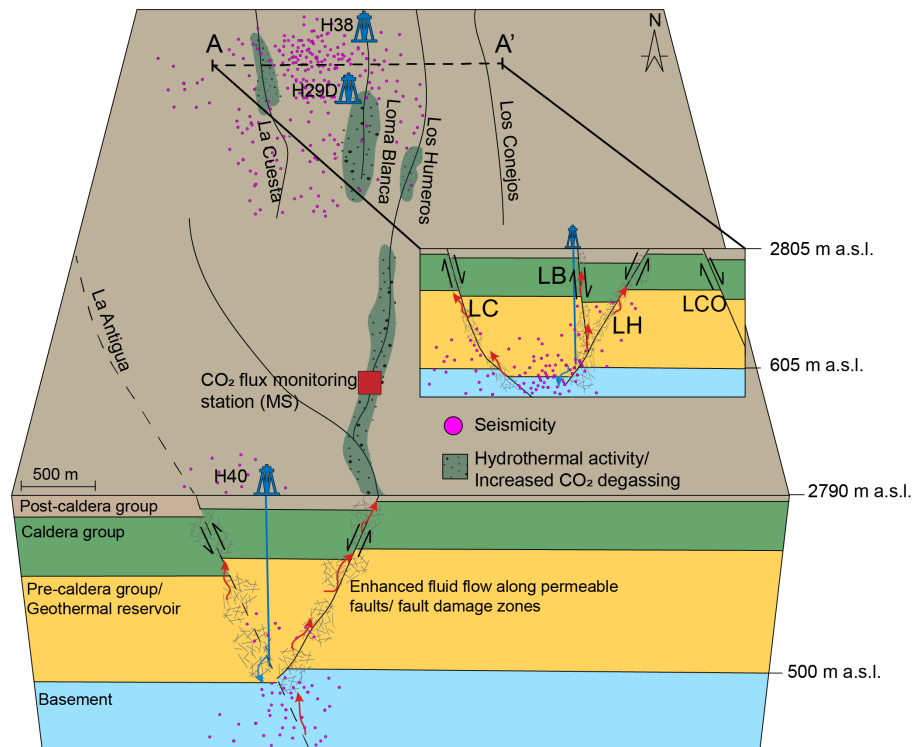 H38
N
A
A’
H29D
La Cuesta
Loma Blanca
Los Humeros
Los Conejos
2805 m a.s.l.
LB
LC
LH
LCO
605 m a.s.l.
La Antigua
CO₂ flux monitoring
station (MS)
Seismicity
Hydrothermal activity/
Increased CO₂ degassing
500 m
H40
2790 m a.s.l.
Post-caldera group
Caldera group
Pre-caldera group/
Geothermal reservoir
Enhanced fluid flow along permeable
faults/ fault damage zones
500 m a.s.l.
Basement